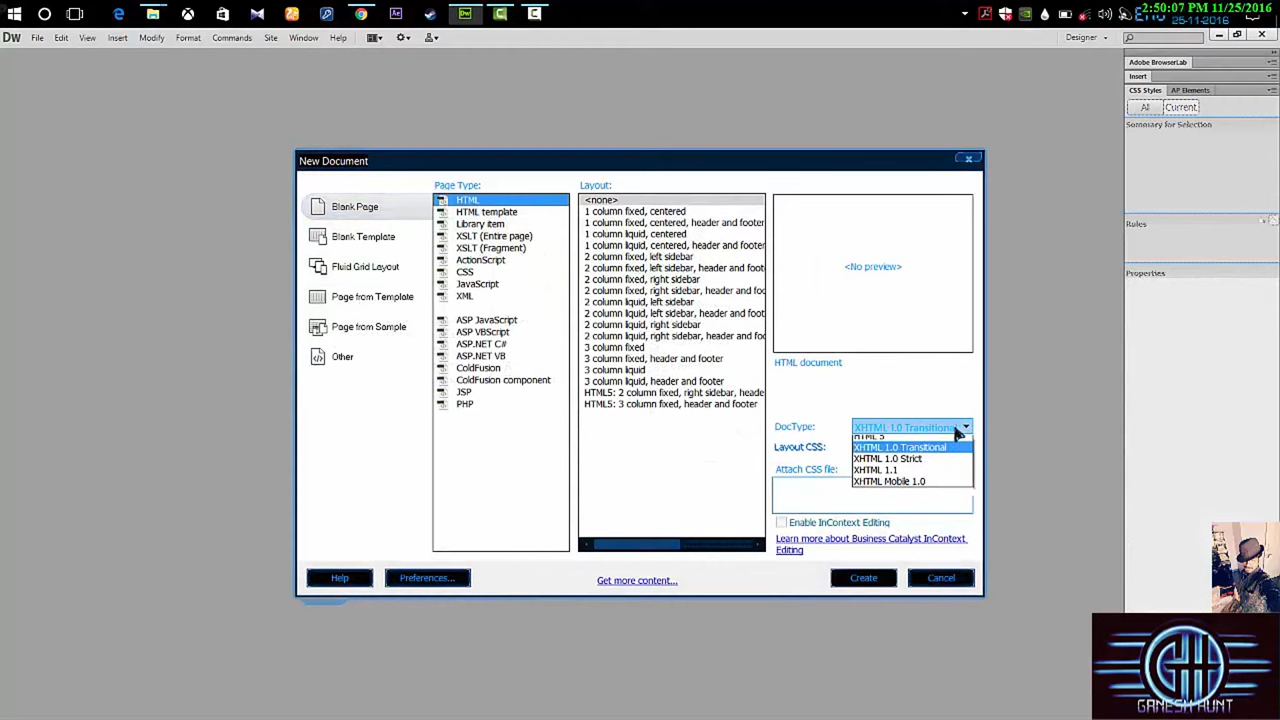 2:50:07 PM 11/25/2016
25-11-2016
Dw File Edit View Insert Modify Format Commands Site Window Help Designer
Adobe BrowserLab
Insert
CSS Styles AP Elements
All Current
Summary for Selection
Rules
Properties
New Document
Blank Page
Blank Template
Fluid Grid Layout
Page from Template
Page from Sample
Other
Page Type:
HTML
HTML template
Library item
XSLT (Entire page)
XSLT (Fragment)
ActionScript
CSS
JavaScript
XML
ASP JavaScript
ASP VBScript
ASP.NET C#
ASP.NET VB
ColdFusion
ColdFusion component
JSP
PHP
Layout:
<none>
1 column fixed, centered
1 column fixed, centered, header and footer
1 column liquid, centered
1 column liquid, centered, header and footer
2 column fixed, left sidebar
2 column fixed, left sidebar, header and foot
2 column fixed, right sidebar
2 column fixed, right sidebar, header and fo
2 column liquid, left sidebar
2 column liquid, left sidebar, header and foot
2 column liquid, right sidebar
2 column liquid, right sidebar, header and fo
3 column fixed
3 column fixed, header and footer
3 column liquid
3 column liquid, header and footer
HTML5: 2 column fixed, right sidebar, heade
HTML5: 3 column fixed, header and footer
<No preview>
HTML document
DocType: XHTML 1.0 Transitional
HTML 5
XHTML 1.0 Transitional
XHTML 1.0 Strict
XHTML 1.1
XHTML Mobile 1.0
Layout CSS:
Attach CSS file:
Enable InContext Editing
Learn more about Business Catalyst InContext
Editing
Help Preferences... Get more content... Create Cancel
GH
GANESH HUNT